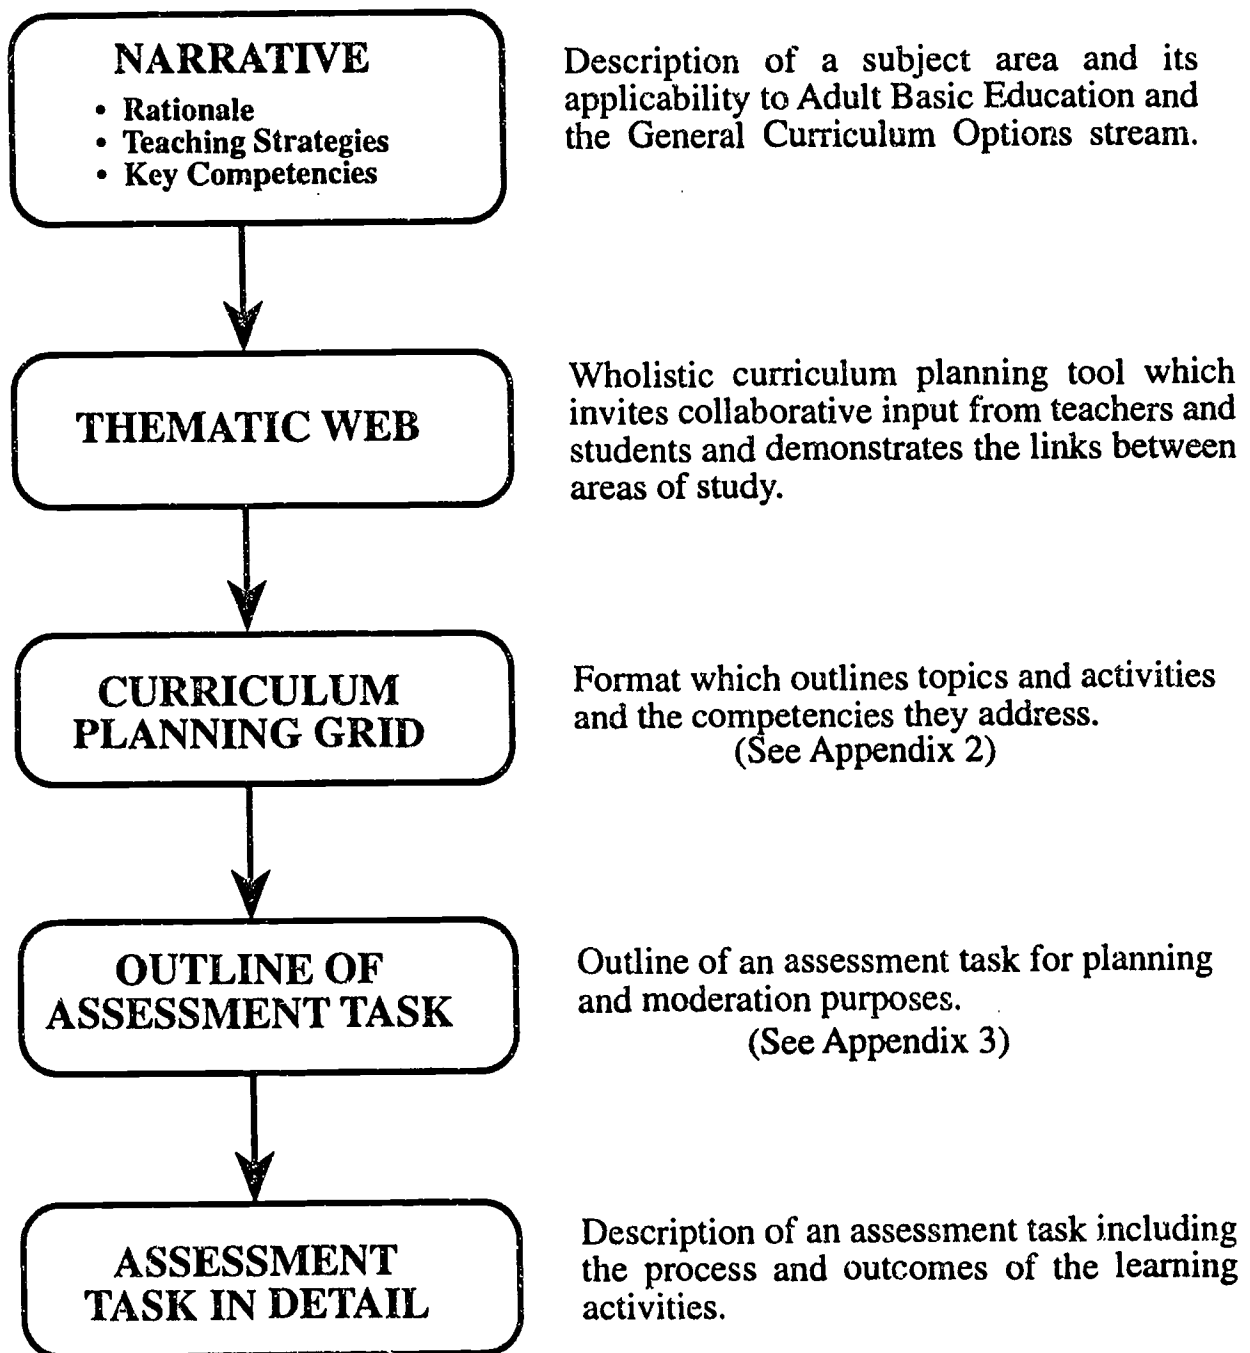 NARRATIVE
• Rationale
• Teaching Strategies
• Key Competencies
Description of a subject area and its
applicability to Adult Basic Education and
the General Curriculum Options stream.
THEMATIC WEB
Wholistic curriculum planning tool which
invites collaborative input from teachers and
students and demonstrates the links between
areas of study.
CURRICULUM
PLANNING GRID
Format which outlines topics and activities
and the competencies they address.
(See Appendix 2)
OUTLINE OF
ASSESSMENT TASK
Outline of an assessment task for planning
and moderation purposes.
(See Appendix 3)
ASSESSMENT
TASK IN DETAIL
Description of an assessment task including
the process and outcomes of the learning
activities.